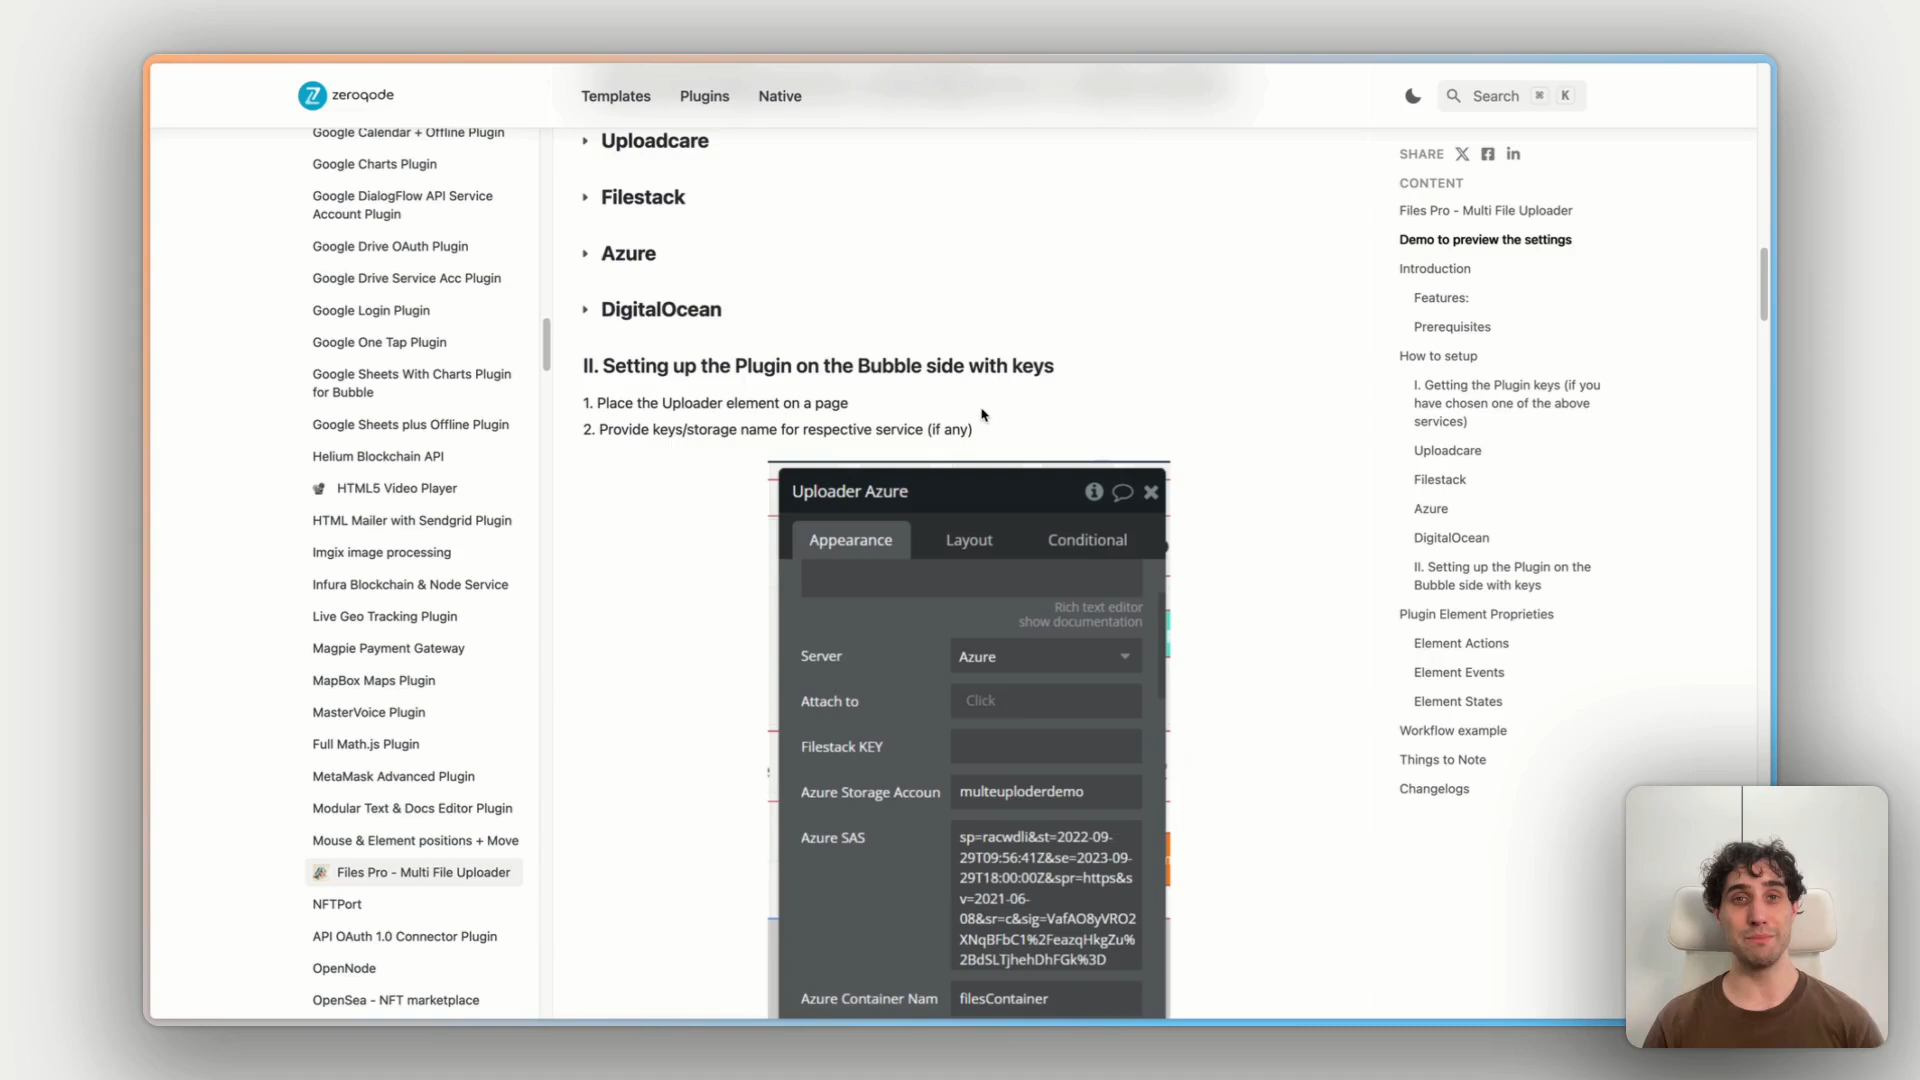 zeroqode
Templates
Plugins
Native
Search
⌘
K
Google Calendar + Offline Plugin
Google Charts Plugin
Google DialogFlow API Service
Account Plugin
Google Drive OAuth Plugin
Google Drive Service Acc Plugin
Google Login Plugin
Google One Tap Plugin
Google Sheets With Charts Plugin
for Bubble
Google Sheets plus Offline Plugin
Helium Blockchain API
HTML5 Video Player
HTML Mailer with Sendgrid Plugin
Imgix image processing
Infura Blockchain & Node Service
Live Geo Tracking Plugin
Magpie Payment Gateway
MapBox Maps Plugin
MasterVoice Plugin
Full Math.js Plugin
MetaMask Advanced Plugin
Modular Text & Docs Editor Plugin
Mouse & Element positions + Move
Files Pro - Multi File Uploader
NFTPort
API OAuth 1.0 Connector Plugin
OpenNode
OpenSea - NFT marketplace
Uploadcare
Filestack
Azure
DigitalOcean
II. Setting up the Plugin on the Bubble side with keys
1. Place the Uploader element on a page
2. Provide keys/storage name for respective service (if any)
Uploader Azure
Appearance
Layout
Conditional
Rich text editor
show documentation
Server
Azure
Attach to
Click
Filestack KEY
Azure Storage Accoun
multeuploderdemo
Azure SAS
sp=racwdli&st=2022-09-
29T09:56:41Z&se=2023-09-
29T18:00:00Z&spr=https&s
v=2021-06-
08&sr=c&sig=VafAO8yVRO2
XNqBFbC1%2FeazqHkgZu%
2BdSLTjhehDhFGk%3D
Azure Container Nam
filesContainer
SHARE
CONTENT
Files Pro - Multi File Uploader
Demo to preview the settings
Introduction
Features:
Prerequisites
How to setup
I. Getting the Plugin keys (if you
have chosen one of the above
services)
Uploadcare
Filestack
Azure
DigitalOcean
II. Setting up the Plugin on the
Bubble side with keys
Plugin Element Proprieties
Element Actions
Element Events
Element States
Workflow example
Things to Note
Changelogs